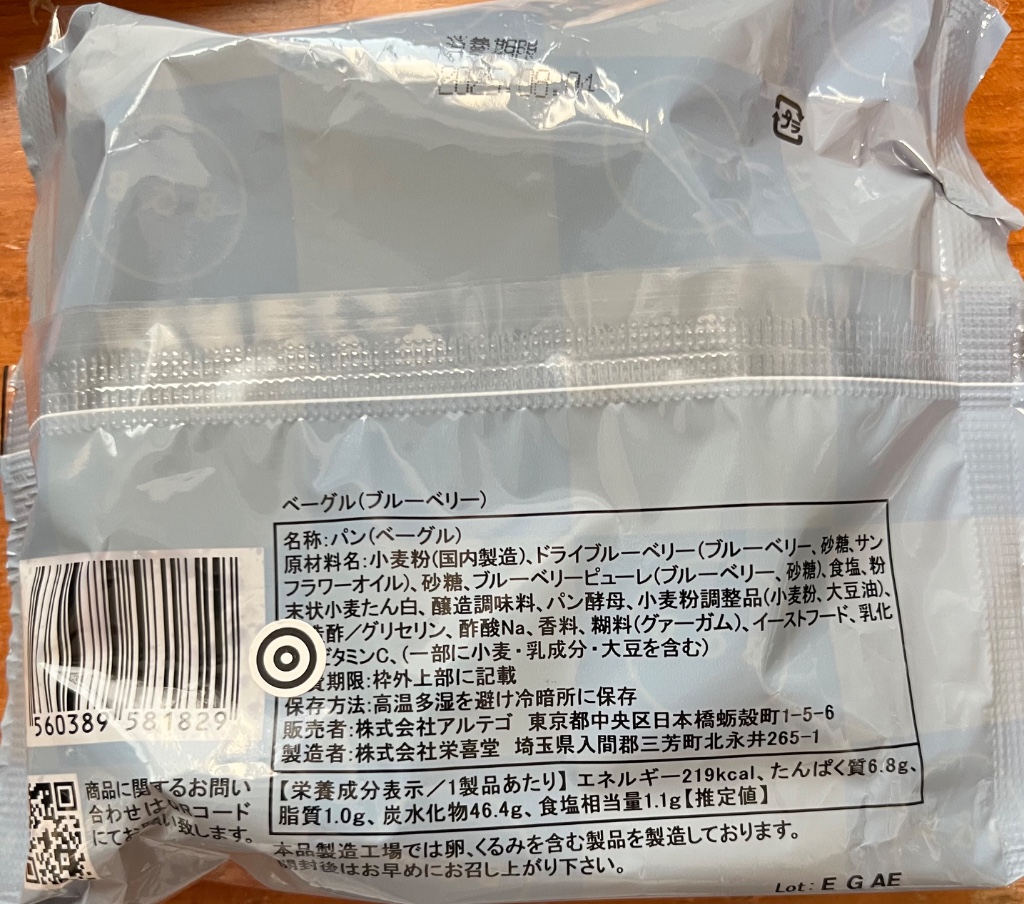 消費期限
プラ
ベーグル(ブルーベリー)
名称:パン(ベーグル)
原材料名:小麦粉(国内製造)、ドライブルーベリー(ブルーベリー、砂糖、サン
フラワーオイル)、砂糖、ブルーベリーピューレ(ブルーベリー、砂糖)、食塩、粉
末状小麦たん白、醸造調味料、パン酵母、小麦粉調整品(小麦粉、大豆油)、
酢/グリセリン、酢酸Na、香料、糊料(グァーガム)、イーストフード、乳化
タミンC、(一部に小麦・乳成分・大豆を含む)
期限:枠外上部に記載
保存方法:高温多湿を避け冷暗所に保存
販売者:株式会社アルテゴ 東京都中央区日本橋蛎殻町1-5-6
製造者:株式会社栄喜堂 埼玉県入間郡三芳町北永井265-1
【栄養成分表示/1製品あたり】エネルギー219kcal、たんぱく質6.8g、
脂質1.0g、炭水化物46.4g、食塩相当量1.1g【推定値】
本品製造工場では卵、くるみを含む製品を製造しております。
開封後はお早めにお召し上がり下さい。
Lot: E G AE
560389 581829
商品に関するお問い
合わせはQRコード
にてお い致します。